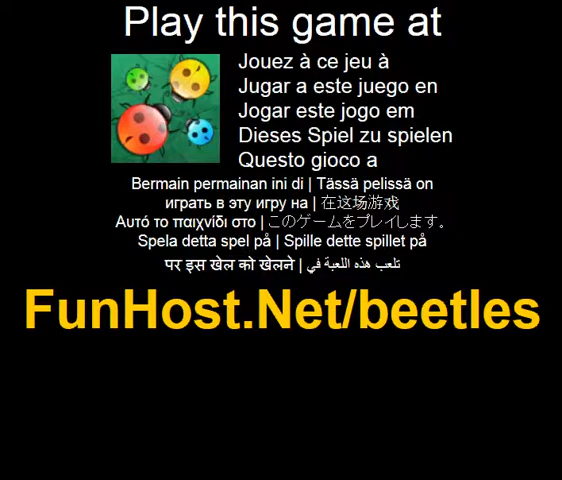 Play this game at
Jouez à ce jeu à
Jugar a este juego en
Jogar este jogo em
Dieses Spiel zu spielen
Questo gioco a
Bermain permainan ini di | Tässä pelissä on
играть в эту игру на | 在这场游戏
Αυτό το παιχνίδι στο | このゲームをプレイします。
Spela detta spel på | Spille dette spillet på
पर इस खेल को खेलने | تلعب هذه اللعبة في
FunHost.Net/beetles